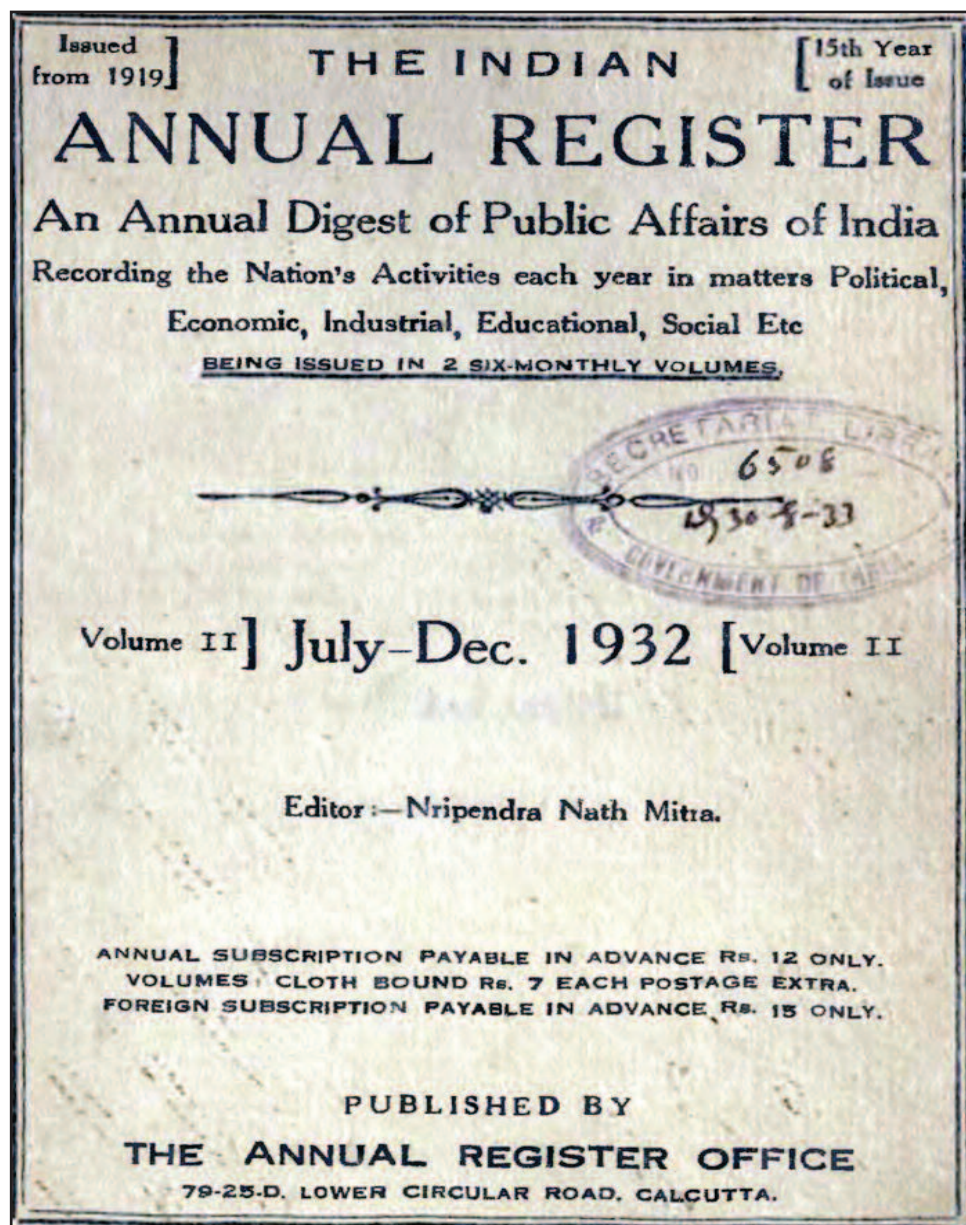 Issued
from 1919]
THE INDIAN
[15th Year
of Issue
ANNUAL REGISTER
An Annual Digest of Public Affairs of India
Recording the Nation's Activities each year in matters Political,
Economic, Industrial, Educational, Social Etc
BEING ISSUED IN 2 SIX-MONTHLY VOLUMES.
SECRETARIAT
NO 6508
30-8-33
GOVERNMENT OF INDIA
Volume II] July-Dec. 1932 [Volume II
Editor:—Nripendra Nath Mitra.
ANNUAL SUBSCRIPTION PAYABLE IN ADVANCE Rs. 12 ONLY.
VOLUMES: CLOTH BOUND Rs. 7 EACH POSTAGE EXTRA.
FOREIGN SUBSCRIPTION PAYABLE IN ADVANCE Rs. 15 ONLY.
PUBLISHED BY
THE ANNUAL REGISTER OFFICE
79-25-D. LOWER CIRCULAR ROAD. CALCUTTA.